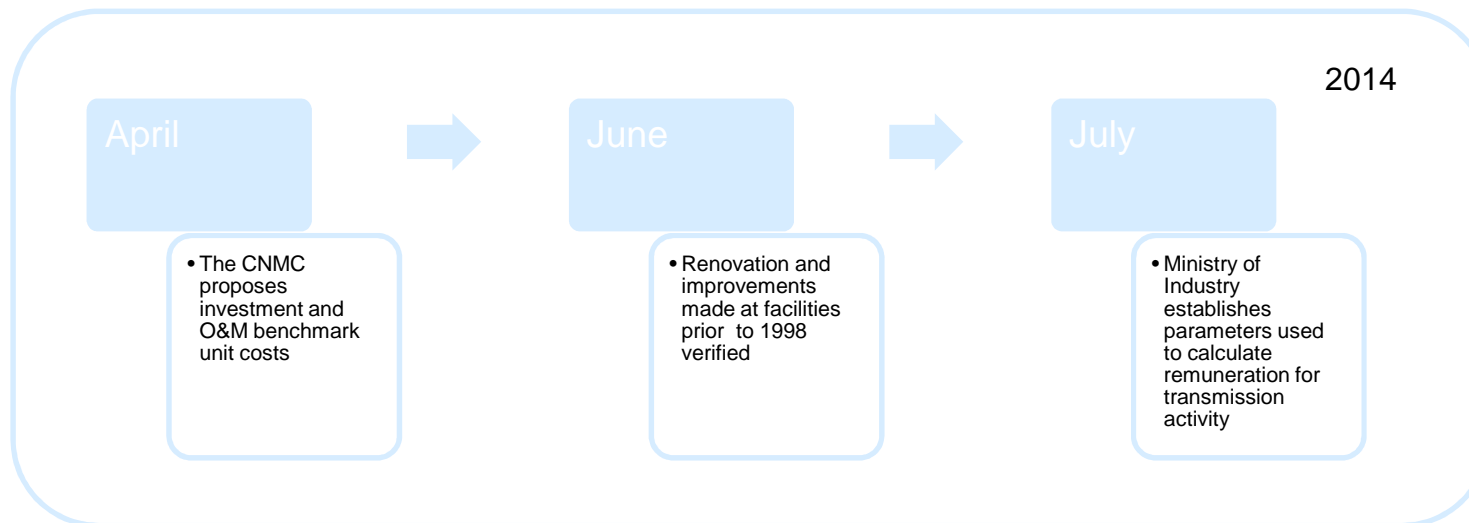 2014
April
• The CNMC
proposes
investment and
O&M benchmark
unit costs
June
• Renovation and
improvements
made at facilities
prior to 1998
verified
July
• Ministry of
Industry
establishes
parameters used
to calculate
remuneration for
transmission
activity